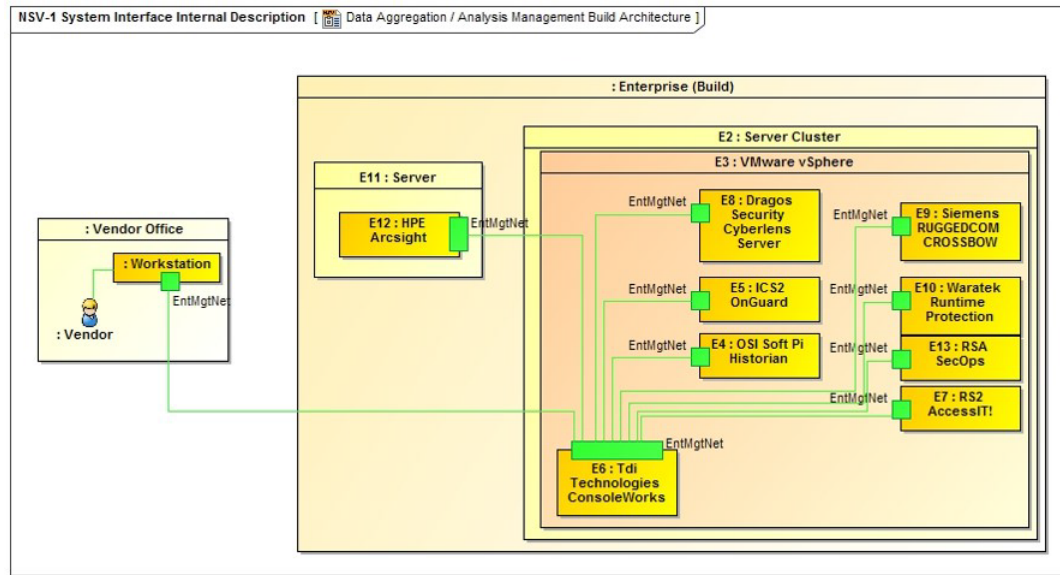 NSV-1 System Interface Internal Description [ Data Aggregation / Analysis Management Build Architecture ]
: Enterprise (Build)
E2 : Server Cluster
E3 : VMware vSphere
E11 : Server
E12 : HPE
Arcsight
EntMgtNet
: Vendor Office
: Workstation
EntMgtNet
: Vendor
EntMgtNet
E8 : Dragos
Security
Cyberlens
Server
EntMgtNet
E9 : Siemens
RUGGEDCOM
CROSSBOW
EntMgtNet
E5 : ICS2
OnGuard
EntMgtNet
E10 : Waratek
Runtime
Protection
EntMgtNet
E4 : OSI Soft Pi
Historian
EntMgtNet
E13 : RSA
SecOps
EntMgtNet
E7 : RS2
AccessIT!
EntMgtNet
E6 : Tdi
Technologies
ConsoleWorks